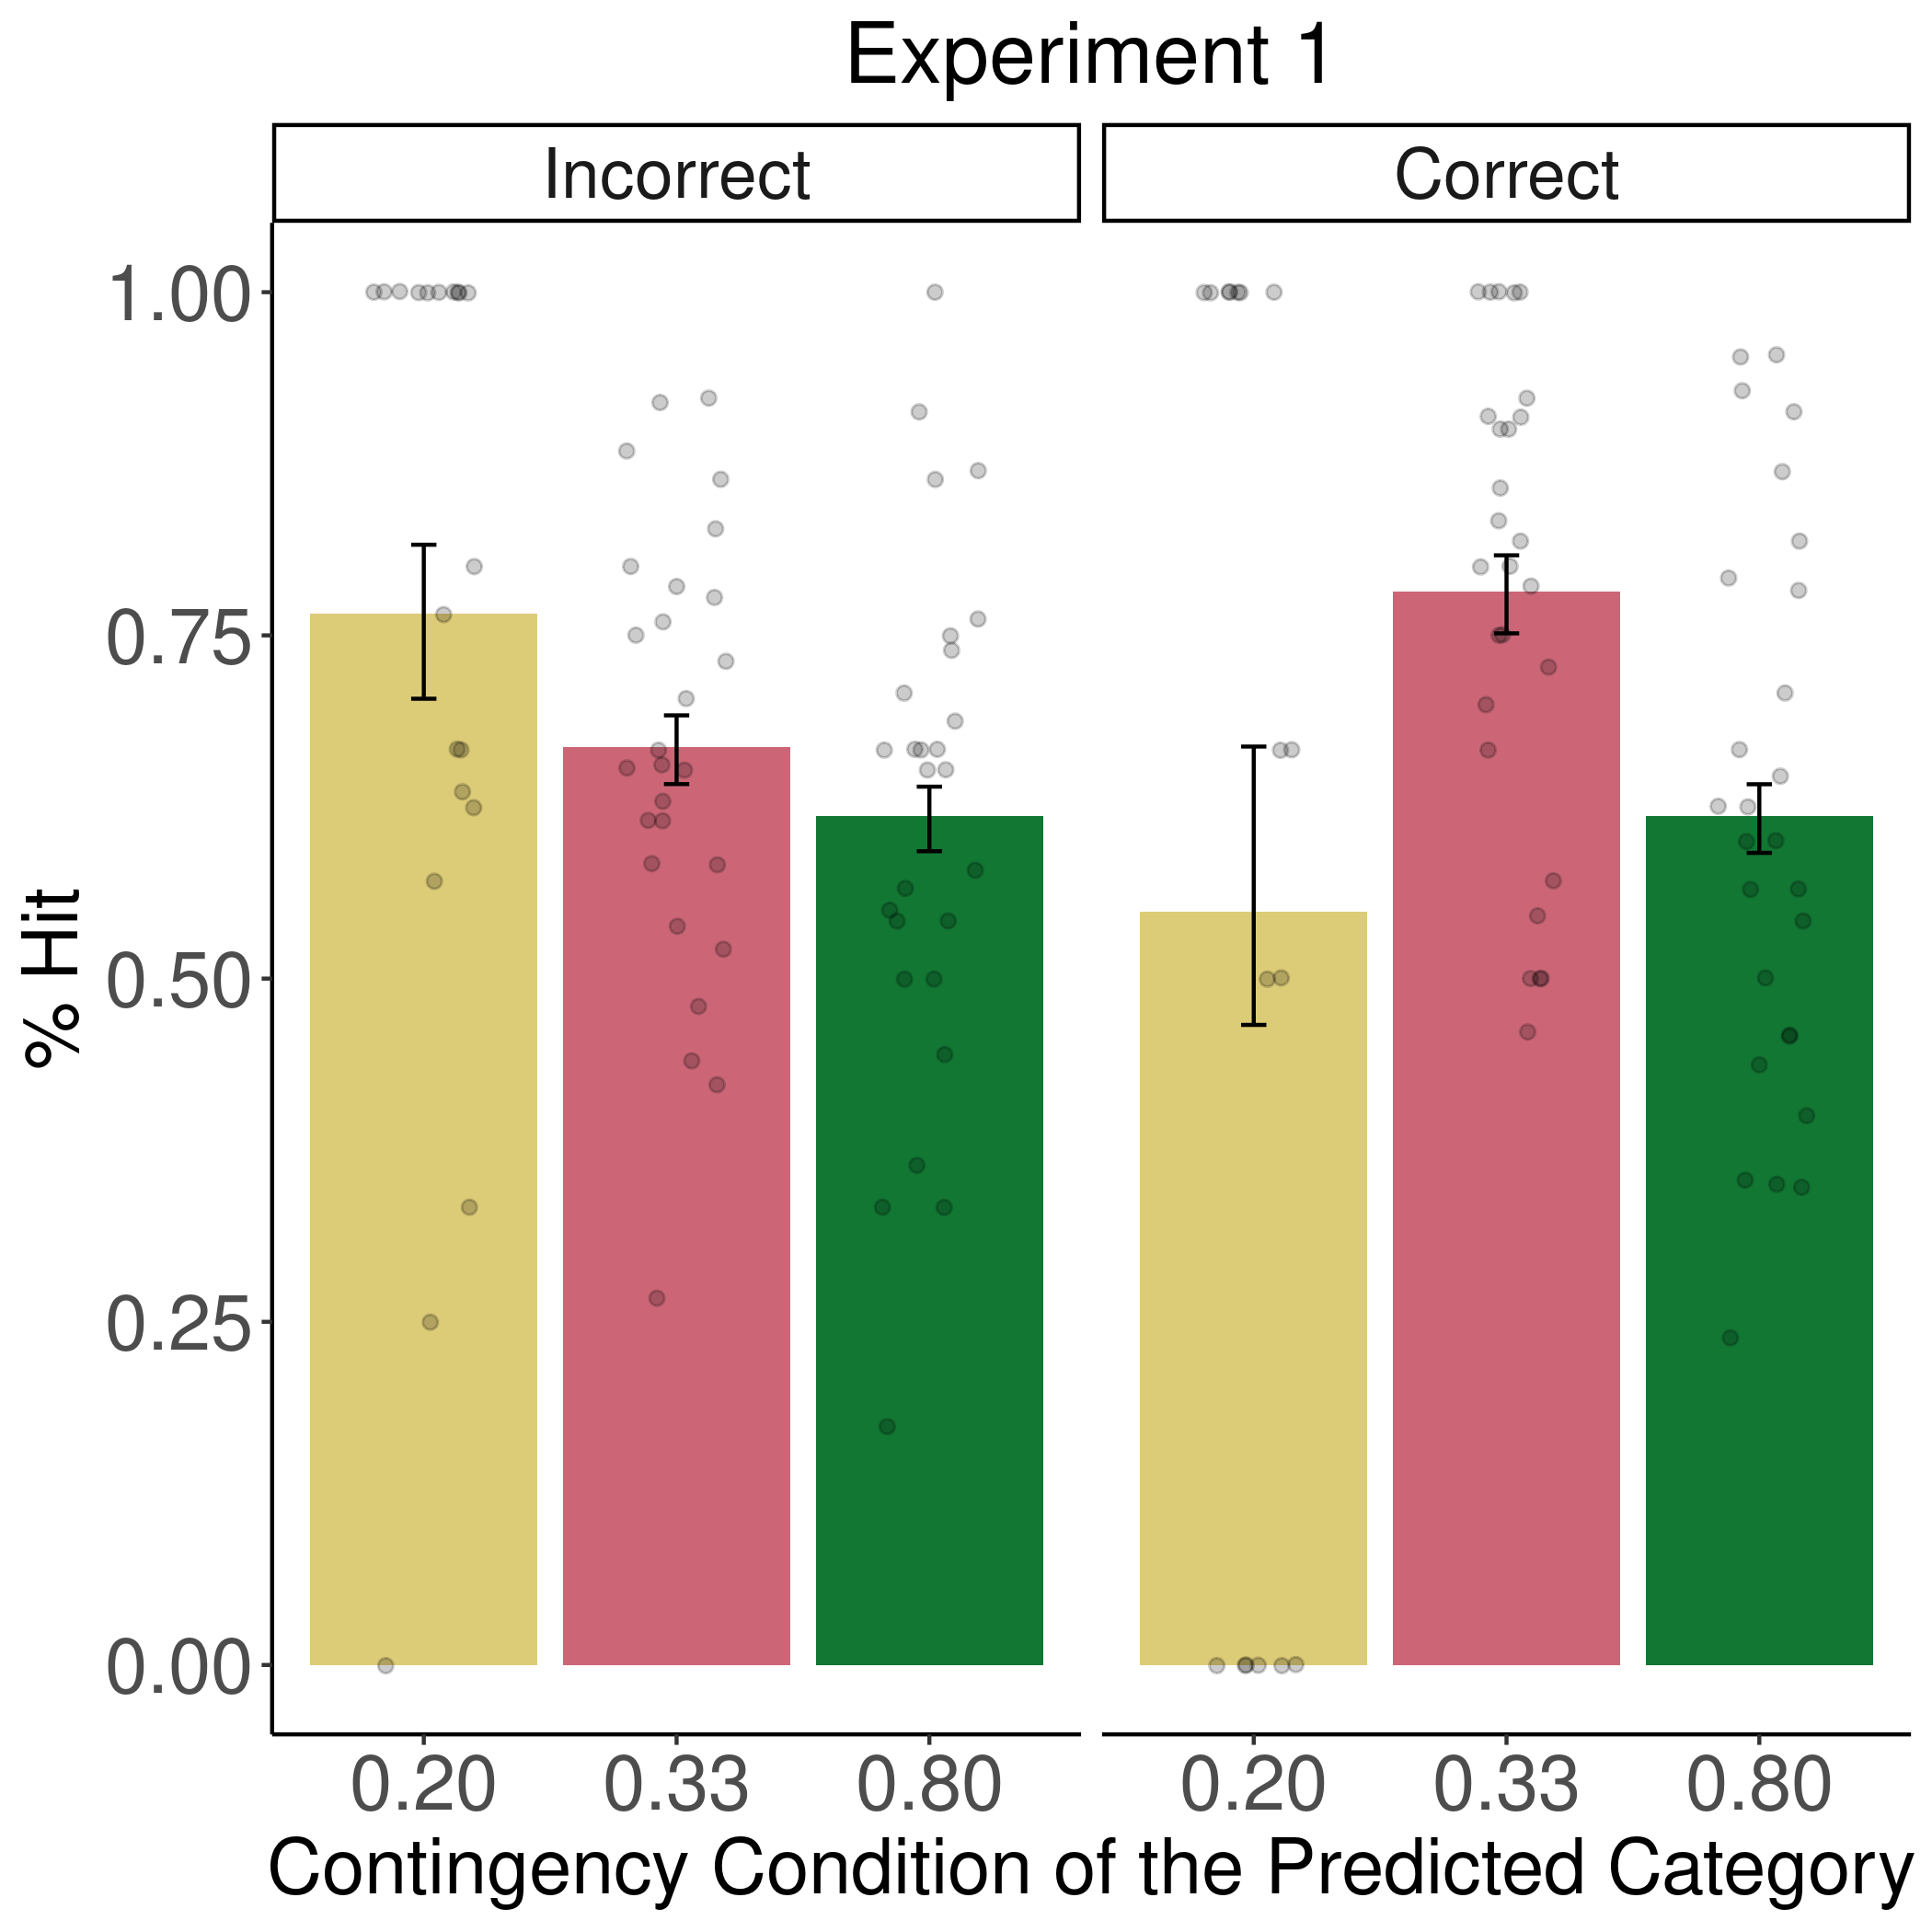 Experiment 1
Incorrect
Correct
% Hit
1.00
0.75
0.50
0.25
0.00
0.20 0.33 0.80 0.20 0.33 0.80
Contingency Condition of the Predicted Category